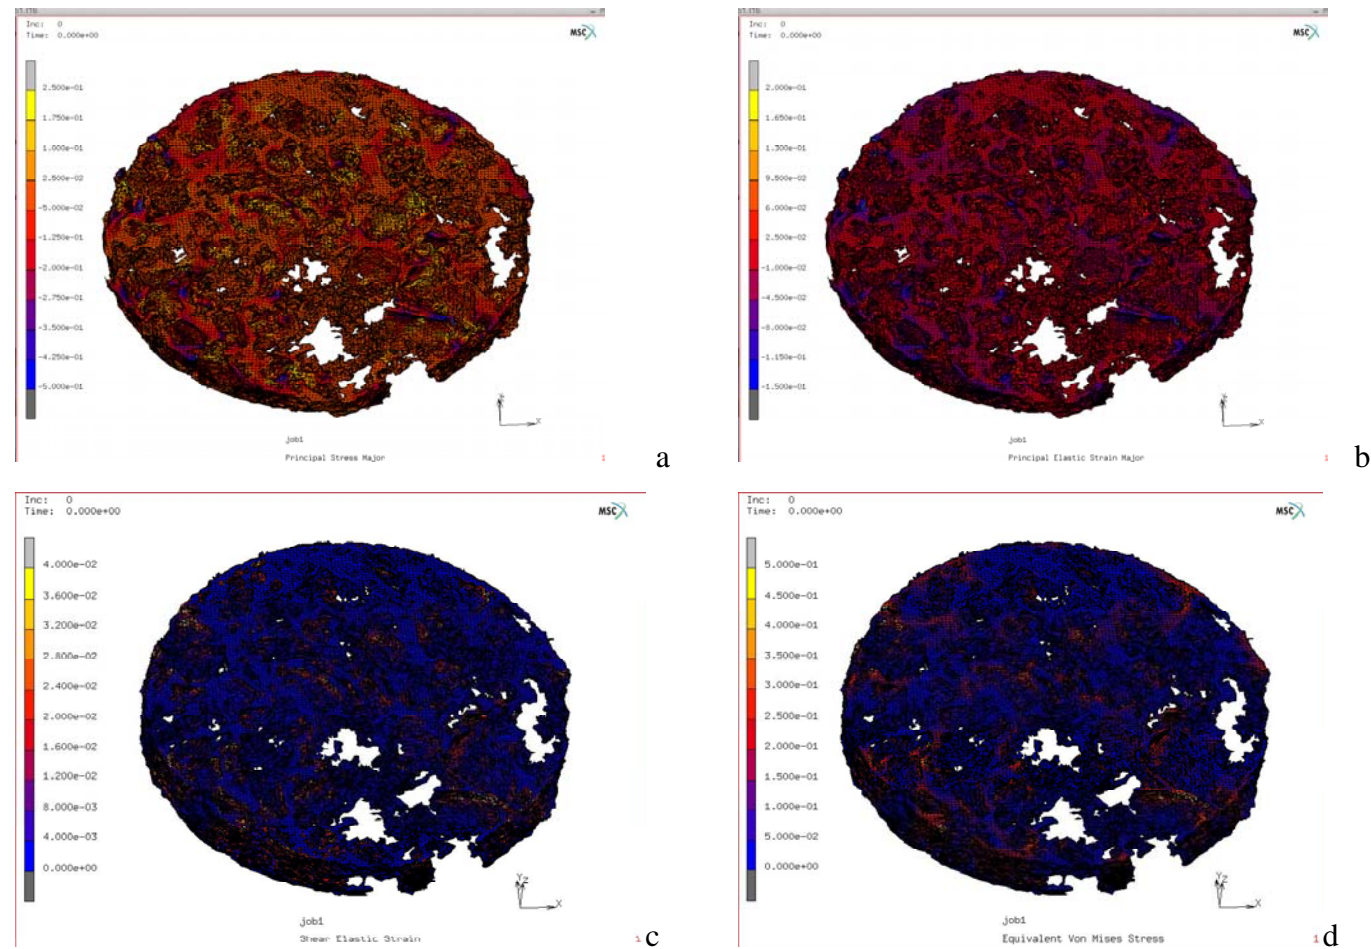 Inc: 0
Time: 0.000e+00
MSC
2.500e-01
1.750e-01
1.000e-01
2.500e-02
-5.000e-02
-1.250e-01
-2.000e-01
-2.750e-01
-3.500e-01
-4.250e-01
-5.000e-01
X
job1
Principal Stress Major
1
a
Inc: 0
Time: 0.000e+00
MSC
2.000e-01
1.650e-01
1.300e-01
9.500e-02
6.000e-02
2.500e-02
-1.000e-02
-4.500e-02
-8.000e-02
-1.150e-01
-1.500e-01
X
job1
Principal Elastic Strain Major
1
b
Inc: 0
Time: 0.000e+00
MSC
4.000e-02
3.600e-02
3.200e-02
2.800e-02
2.400e-02
2.000e-02
1.600e-02
1.200e-02
8.000e-03
4.000e-03
0.000e+00
Y Z
X
job1
Shear Elastic Strain
1
c
Inc: 0
Time: 0.000e+00
MSC
5.000e-01
4.500e-01
4.000e-01
3.500e-01
3.000e-01
2.500e-01
2.000e-01
1.500e-01
1.000e-01
5.000e-02
0.000e+00
Y Z
X
job1
Equivalent Von Mises Stress
1
d